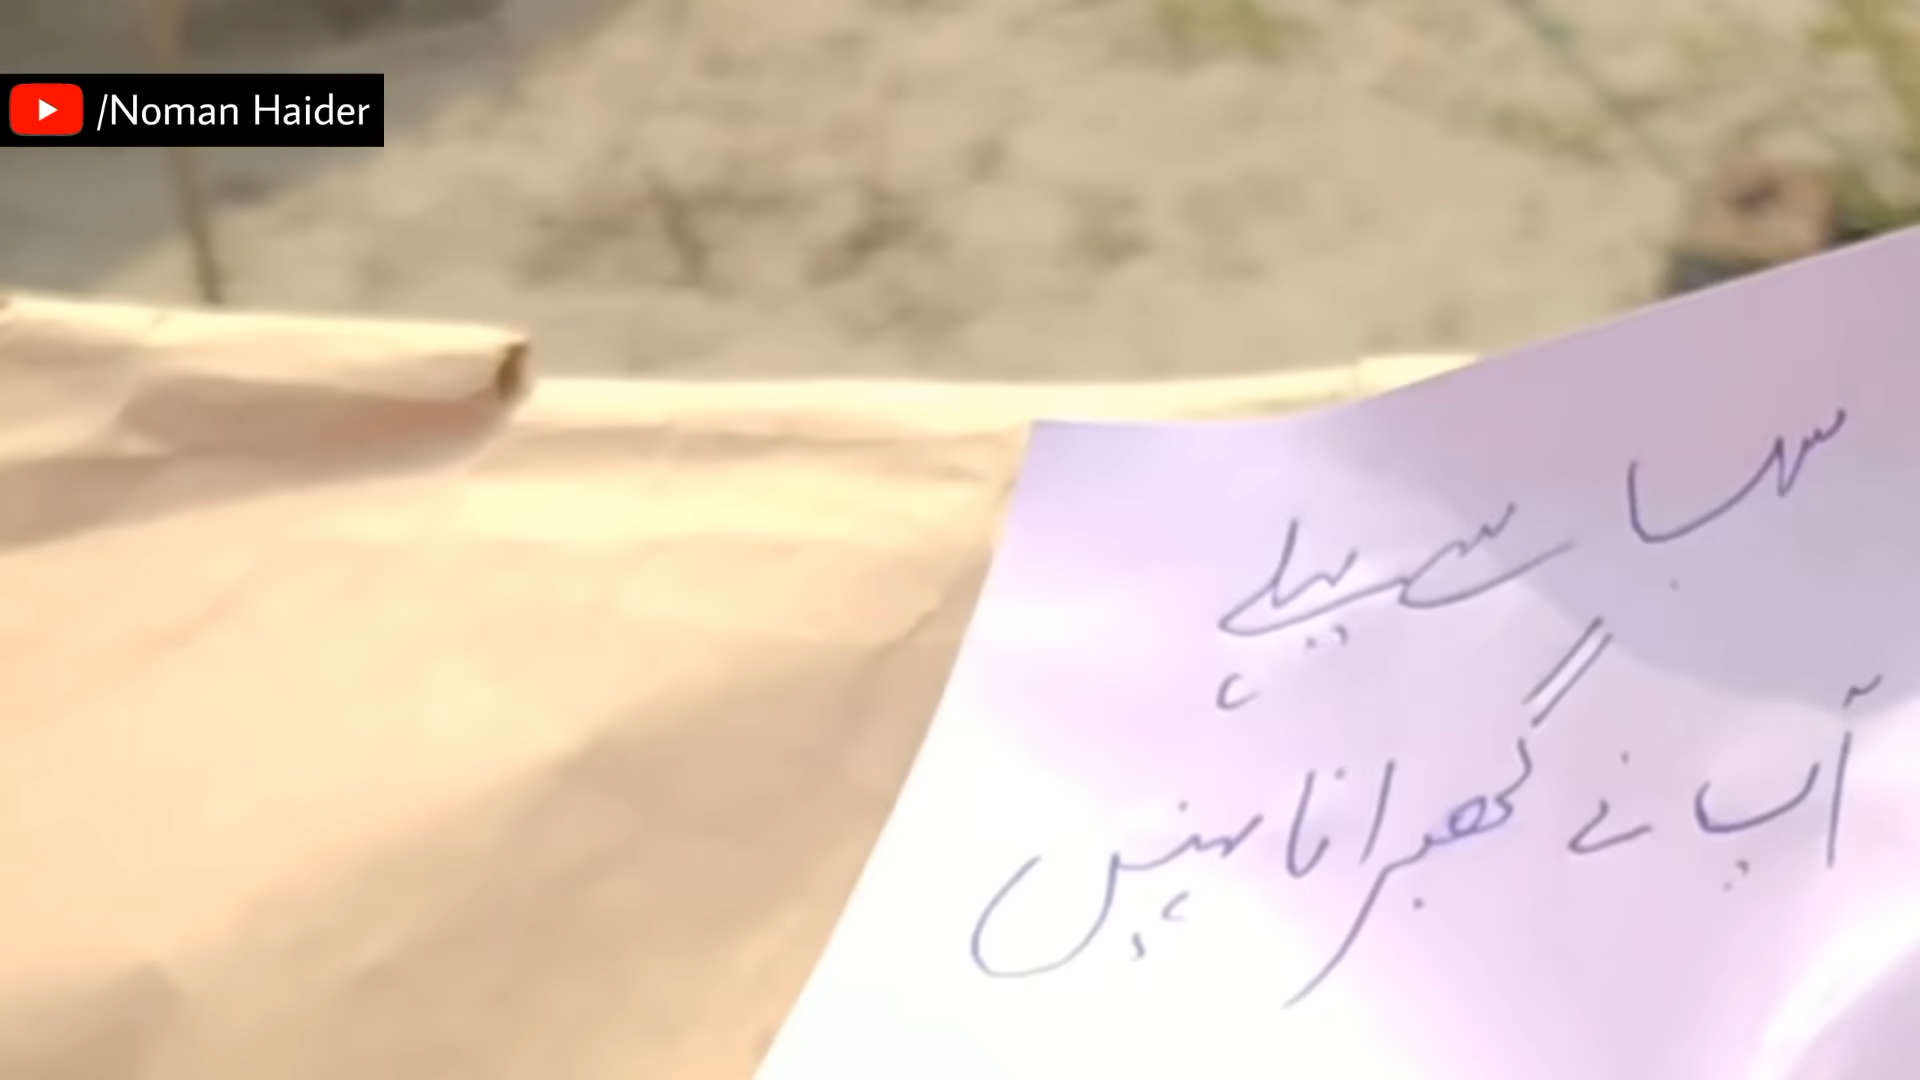 /Noman Haider
سب سے پہلے
آپ نے گھبرانا نہیں